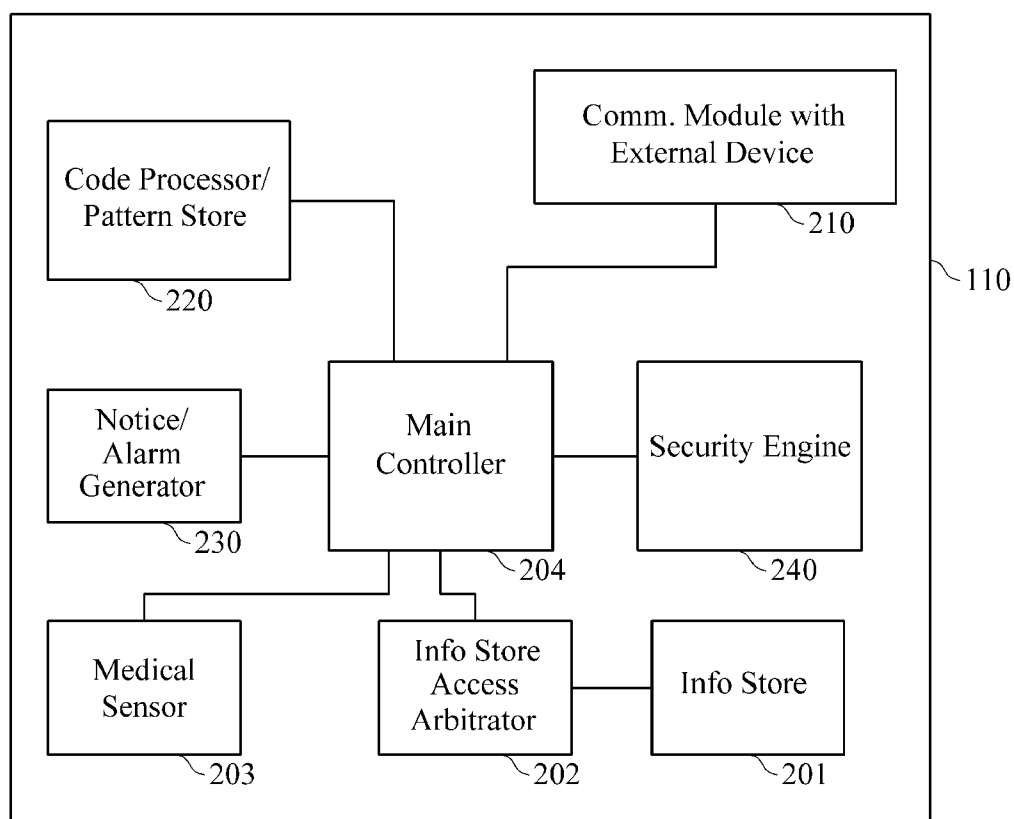 Comm. Module with
External Device
210
Code Processor/
Pattern Store
220
110
Notice/
Alarm
Generator
230
Main
Controller
204
Security Engine
240
Medical
Sensor
203
Info Store
Access
Arbitrator
202
Info Store
201